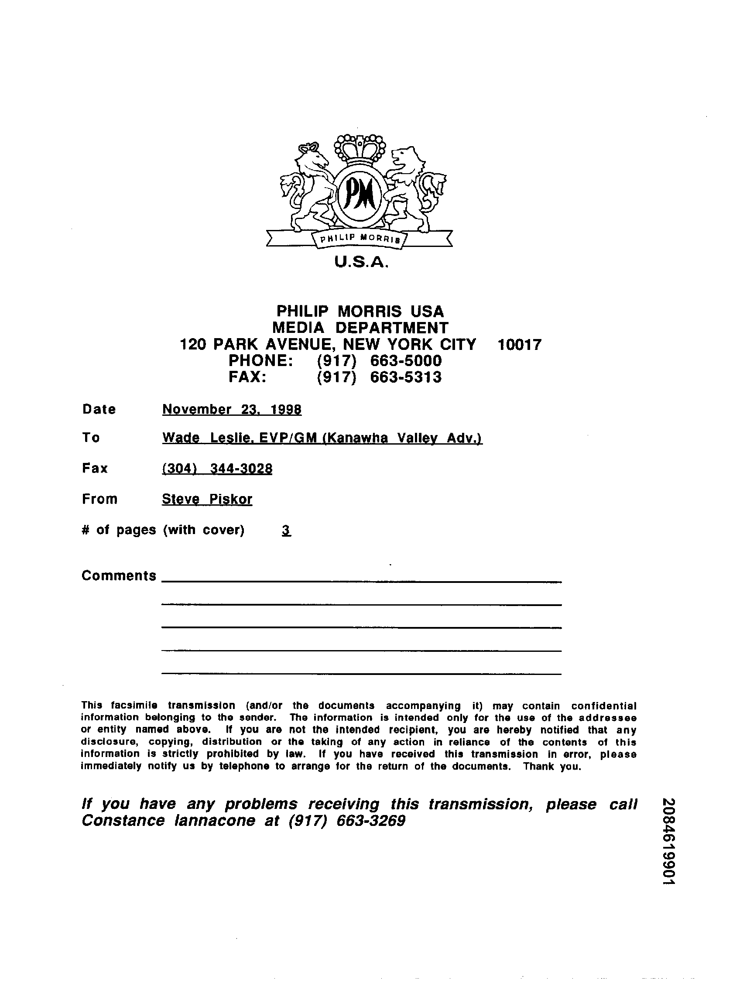 PM
PHILIP MORRIS
U.S.A.
PHILIP MORRIS USA
MEDIA DEPARTMENT
120 PARK AVENUE, NEW YORK CITY 10017
PHONE: (917) 663-5000
FAX: (917) 663-5313
Date November 23, 1998
To Wade Leslie, EVP/GM (Kanawha Valley Adv.)
Fax (304) 344-3028
From Steve Piskor
# of pages (with cover) 3
Comments
This facsimile transmission (and/or the documents accompanying it) may contain confidential
information belonging to the sender. The information is intended only for the use of the addressee
or entity named above. If you are not the intended recipient, you are hereby notified that any
disclosure, copying, distribution or the taking of any action in reliance of the contents of this
information is strictly prohibited by law. If you have received this transmission in error, please
immediately notify us by telephone to arrange for the return of the documents. Thank you.
If you have any problems receiving this transmission, please call
Constance Iannacone at (917) 663-3269
2084619901